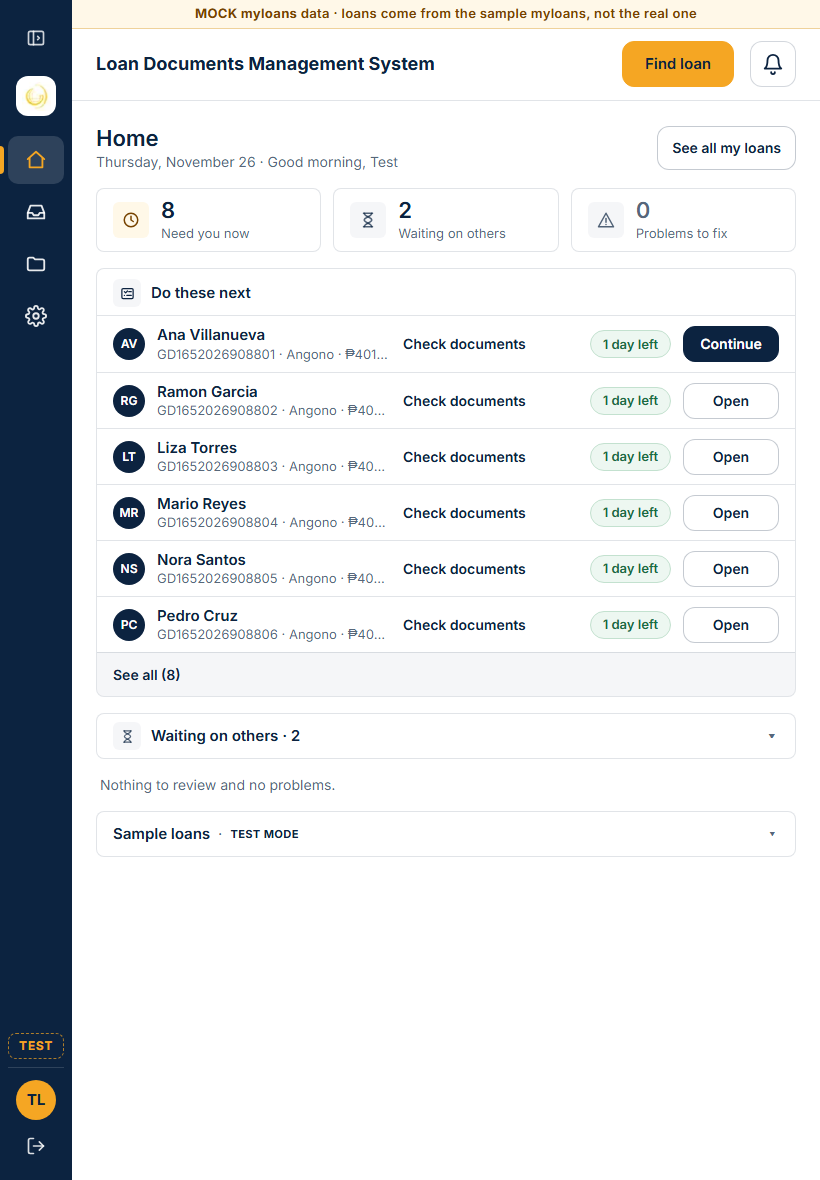 MOCK myloans data · loans come from the sample myloans, not the real one
Loan Documents Management System
Find loan
Home
Thursday, November 26 · Good morning, Test
See all my loans
8
Need you now
2
Waiting on others
0
Problems to fix
Do these next
AV
Ana Villanueva
GD1652026908801 · Angono · ₱401...
Check documents
1 day left
Continue
RG
Ramon Garcia
GD1652026908802 · Angono · ₱40...
Check documents
1 day left
Open
LT
Liza Torres
GD1652026908803 · Angono · ₱40...
Check documents
1 day left
Open
MR
Mario Reyes
GD1652026908804 · Angono · ₱40...
Check documents
1 day left
Open
NS
Nora Santos
GD1652026908805 · Angono · ₱40...
Check documents
1 day left
Open
PC
Pedro Cruz
GD1652026908806 · Angono · ₱40...
Check documents
1 day left
Open
See all (8)
Waiting on others · 2
Nothing to review and no problems.
Sample loans · TEST MODE
TEST
TL